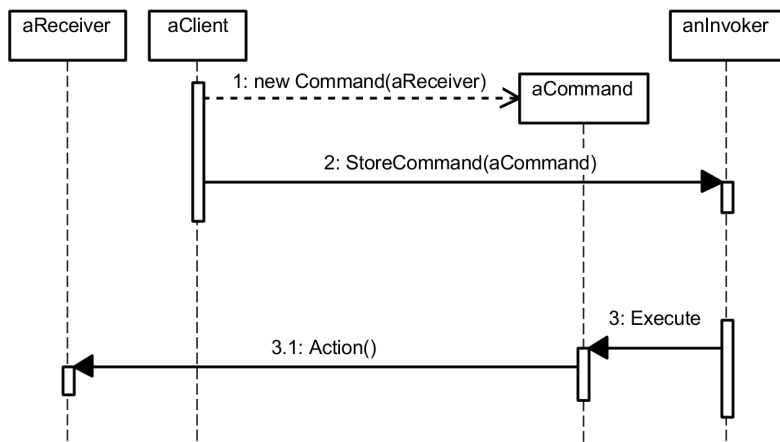 aReceiver
aClient
anInvoker
1: new Command(aReceiver)
aCommand
2: StoreCommand(aCommand)
3: Execute
3.1: Action()